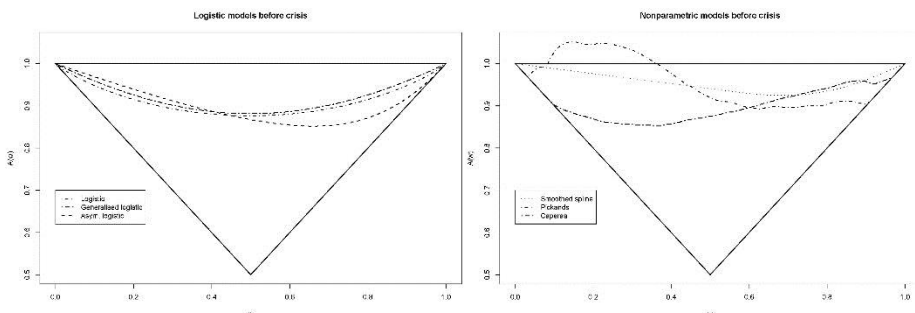 Logistic models before crisis
A(w)
1.0
0.9
0.8
0.7
0.6
0.5
Logistic
Generalised logistic
Asym. logistic
0.0
0.2
0.4
0.6
0.8
1.0
Nonparametric models before crisis
A(w)
1.0
0.9
0.8
0.7
0.6
0.5
Smoothed spline
Pickands
Caperea
0.0
0.2
0.4
0.6
0.8
1.0